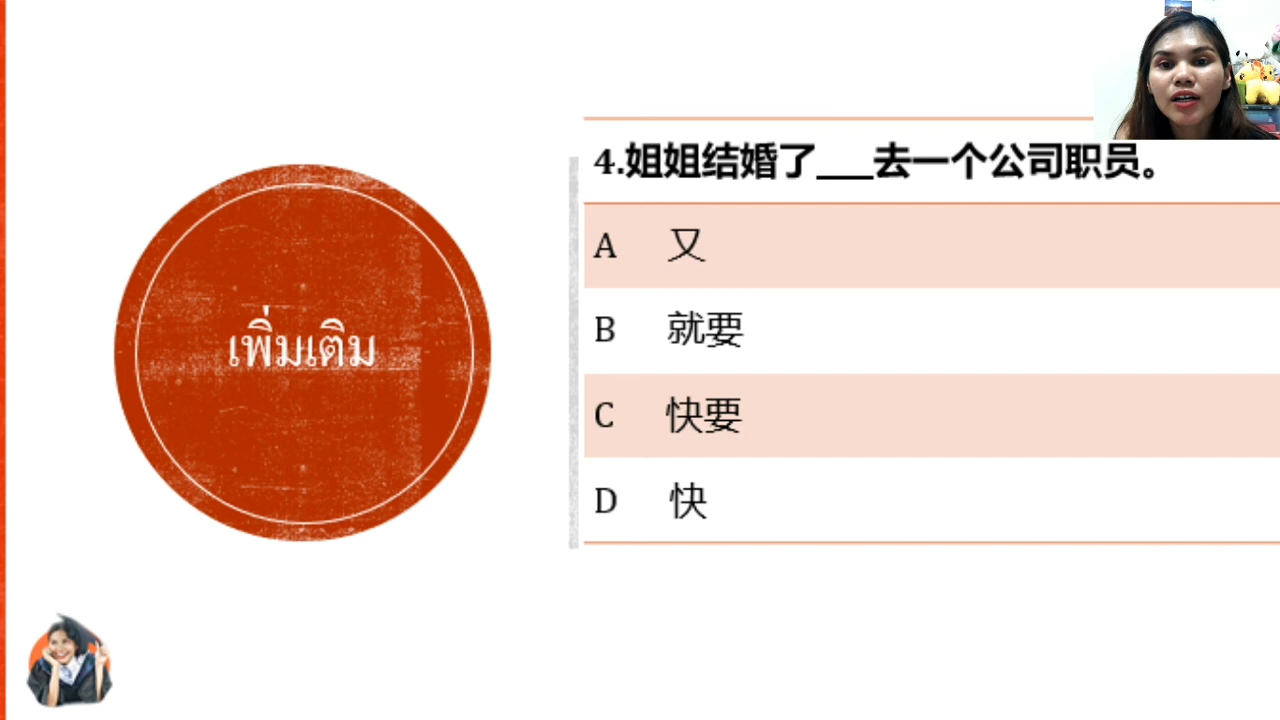 เพิ่มเติม
4.姐姐结婚了___去一个公司职员。
A 又
B 就要
C 快要
D 快